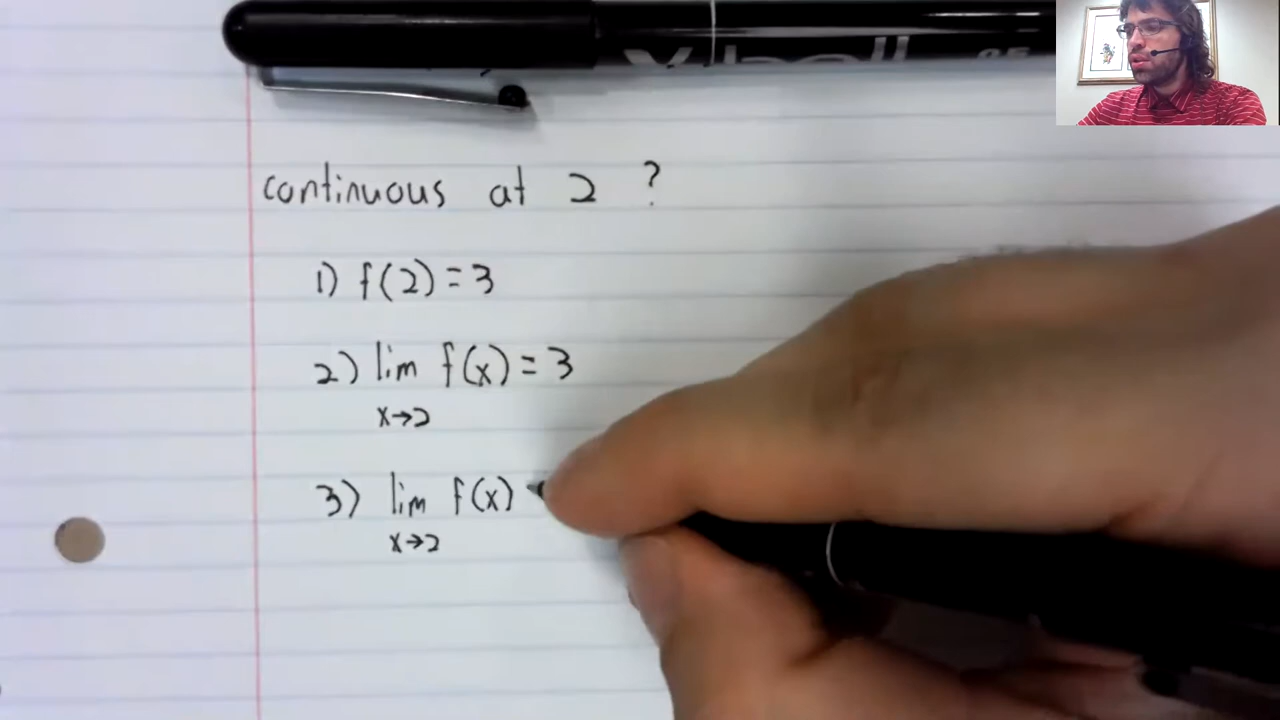 continuous at 2 ?
1) f(2) = 3
2) lim f(x) = 3
x→2
3) lim f(x)
x→2